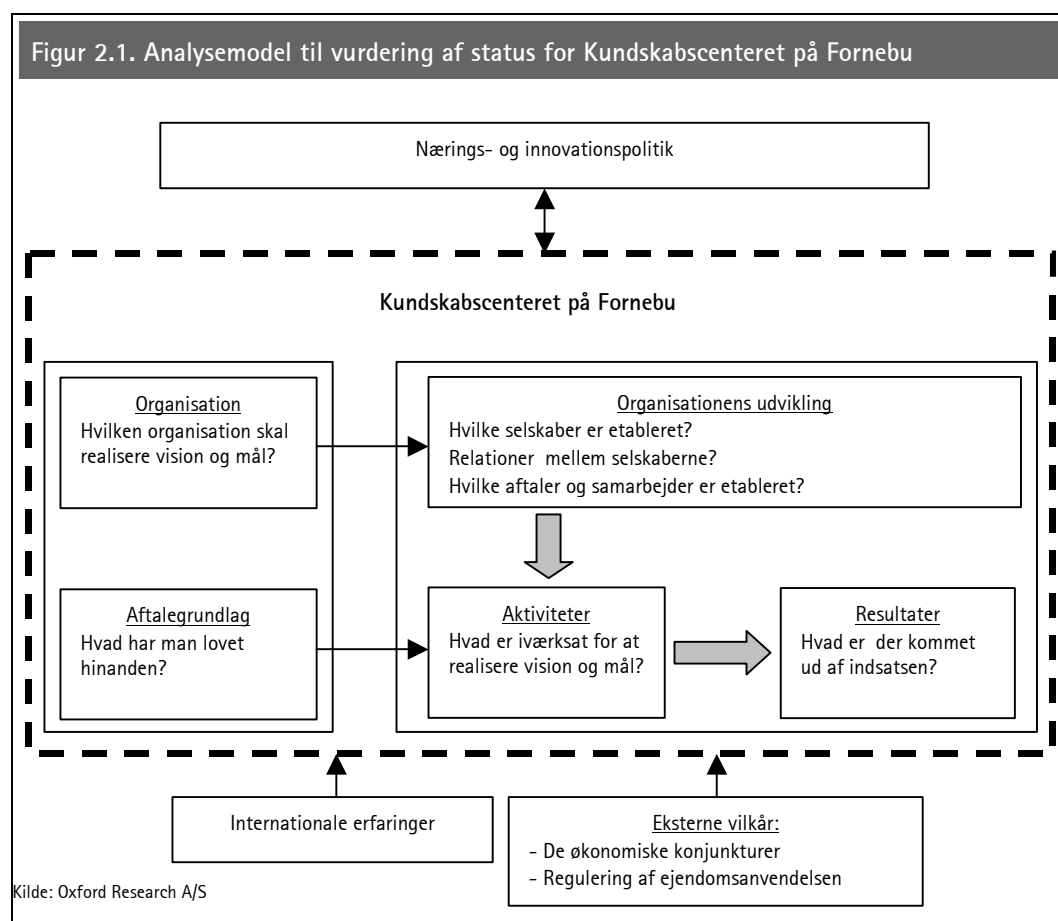 Figur 2.1. Analysemodel til vurdering af status for Kundskabscenteret på Fornebu
Nærings- og innovationspolitik
Kundskabscenteret på Fornebu
Organisation
Hvilken organisation skal
realisere vision og mål?
Organisationens udvikling
Hvilke selskaber er etableret?
Relationer mellem selskaberne?
Hvilke aftaler og samarbejder er etableret?
Aftalegrundlag
Hvad har man lovet
hinanden?
Aktiviteter
Hvad er iværksat for at
realisere vision og mål?
Resultater
Hvad er der kommet
ud af indsatsen?
Internationale erfaringer
Eksterne vilkår:
- De økonomiske konjunkturer
- Regulering af ejendomsanvendelsen
Kilde: Oxford Research A/S